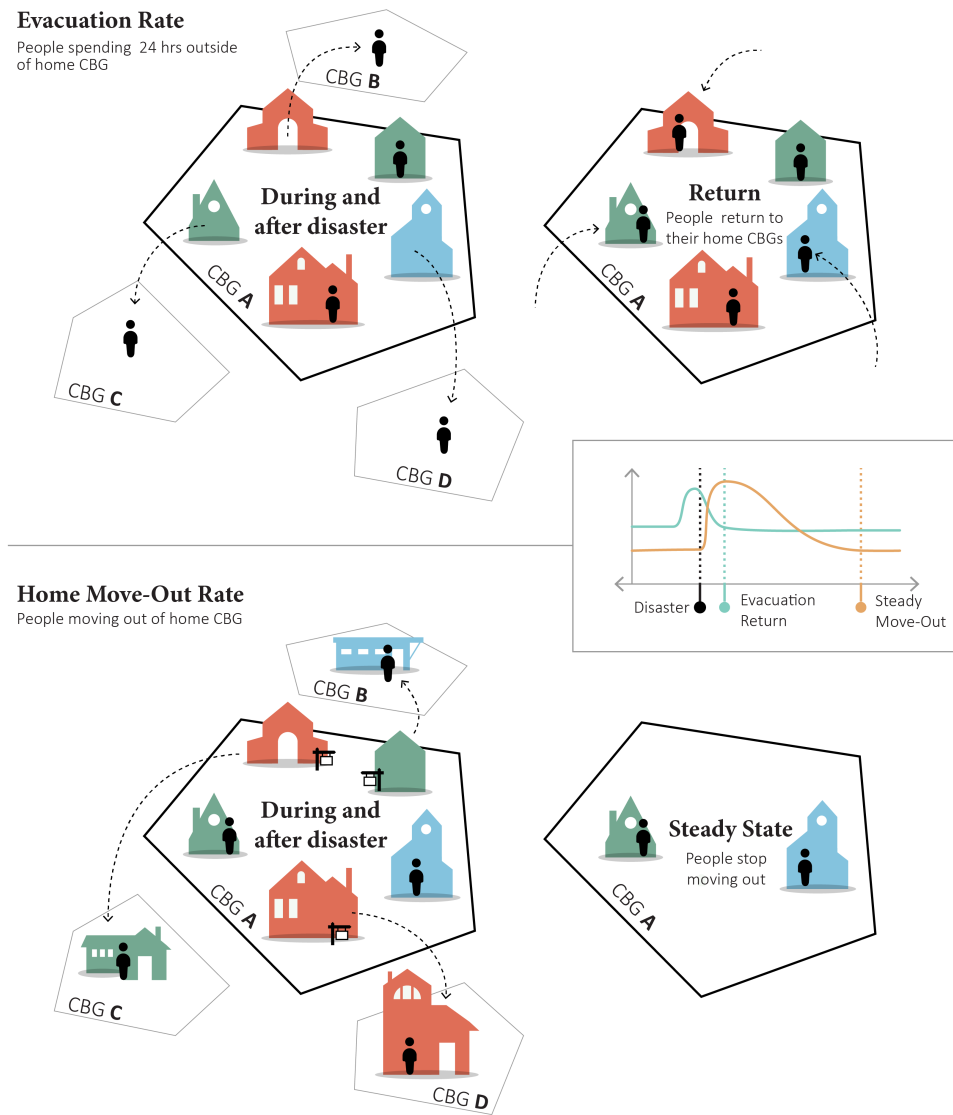 Evacuation Rate
People spending 24 hrs outside
of home CBG
CBG B
During and
after disaster
CBG A
CBG C
CBG D
Return
People return to
their home CBGs
CBG A
Disaster
Evacuation
Return
Steady
Move-Out
Home Move-Out Rate
People moving out of home CBG
CBG B
During and
after disaster
CBG A
CBG C
CBG D
Steady State
People stop
moving out
CBG A